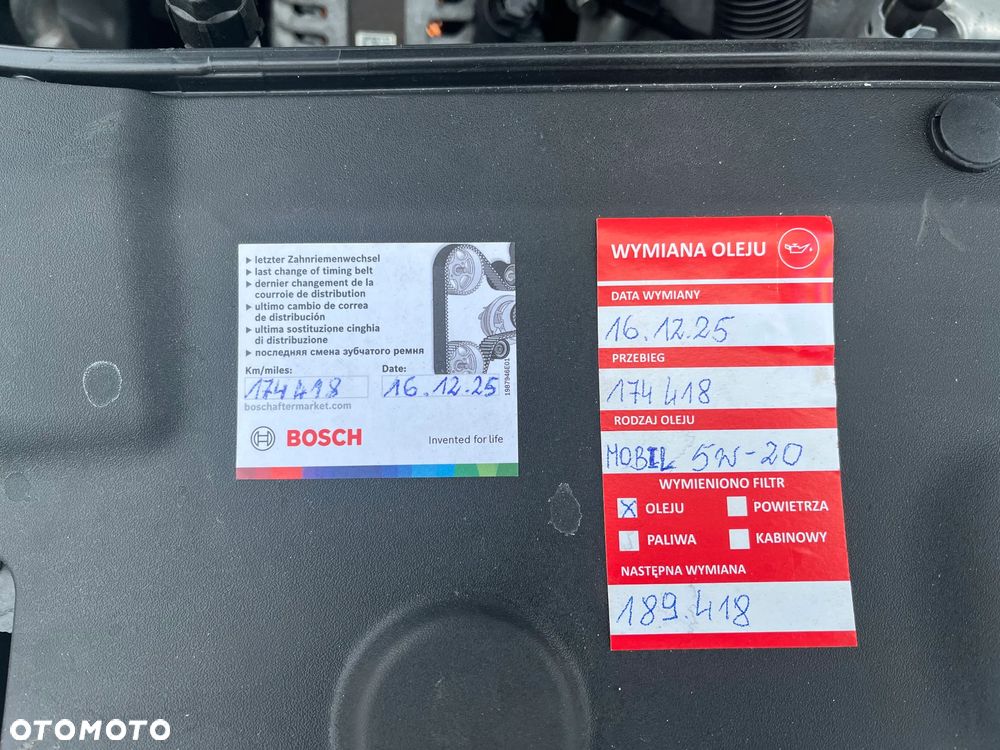 ▸ letzter Zahnriemenwechsel
▸ last change of timing belt
▸ dernier changement de la
courroie de distribution
▸ ultimo cambio de correa
de distribución
▸ ultima sostituzione cinghia
di distribuzione
▸ последняя смена зубчатого ремня
Km/miles: Date:
174418 16.12.25
boschaftermarket.com
1987946E01
BOSCH
Invented for life
WYMIANA OLEJU
DATA WYMIANY
16.12.25
PRZEBIEG
174 418
RODZAJ OLEJU
MOBIL 5W-20
WYMIENIONO FILTR
X OLEJU POWIETRZA
PALIWA KABINOWY
NASTĘPNA WYMIANA
189.418
OTOMOTO